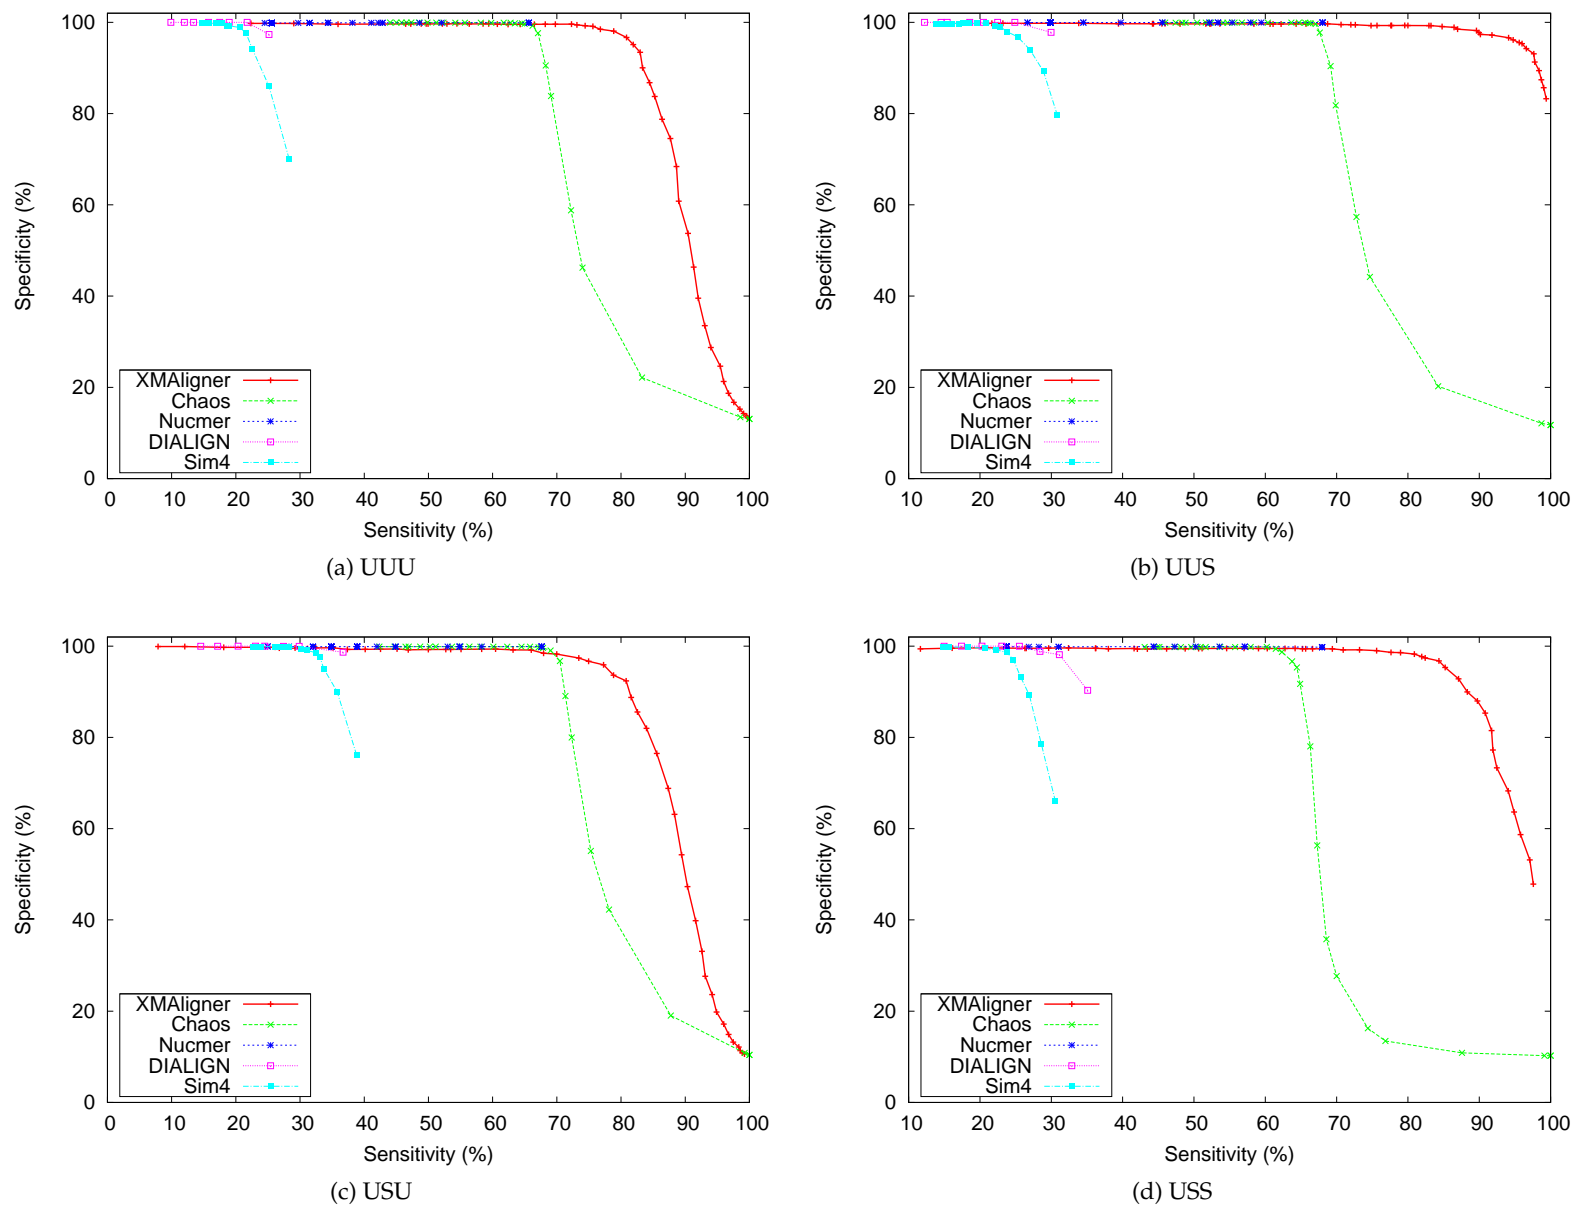 100
80
60
40
20
0
Specificity (%)
XMAligner
Chaos
Nucmer
DIALIGN
Sim4
0 10 20 30 40 50 60 70 80 90 100
Sensitivity (%)
(a) UUU
100
80
60
40
20
0
Specificity (%)
XMAligner
Chaos
Nucmer
DIALIGN
Sim4
10 20 30 40 50 60 70 80 90 100
Sensitivity (%)
(b) UUS
100
80
60
40
20
0
Specificity (%)
XMAligner
Chaos
Nucmer
DIALIGN
Sim4
0 10 20 30 40 50 60 70 80 90 100
Sensitivity (%)
(c) USU
100
80
60
40
20
0
Specificity (%)
XMAligner
Chaos
Nucmer
DIALIGN
Sim4
10 20 30 40 50 60 70 80 90 100
Sensitivity (%)
(d) USS